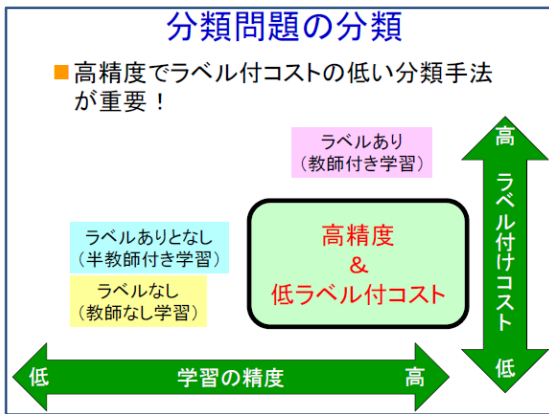 分類問題の分類
■高精度でラベル付コストの低い分類手法
が重要！
ラベルあり
（教師付き学習）
高
ラベル付けコスト
低
ラベルありとなし
（半教師付き学習）
ラベルなし
（教師なし学習）
高精度
＆
低ラベル付コスト
低
学習の精度
高